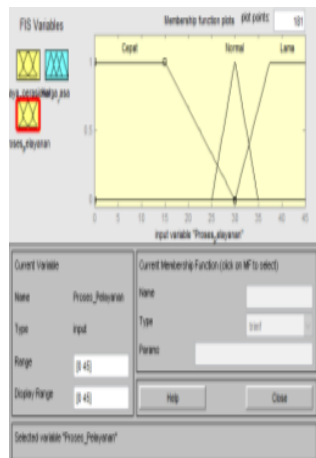 FIS Variables
Membership function plots
plot points:
181
Cepat
Normal
Lama
1
0.5
0
0 5 10 15 20 25 30 35 40 45
input variable "Proses_pelayanan"
Current Variable
Name
Proses_Pelayanan
Type
input
Range
[0 45]
Display Range
[0 45]
Current Membership Function (click on MF to select)
Name
Type
trimf
Params
Help
Close
Selected variable "Proses_Pelayanan"